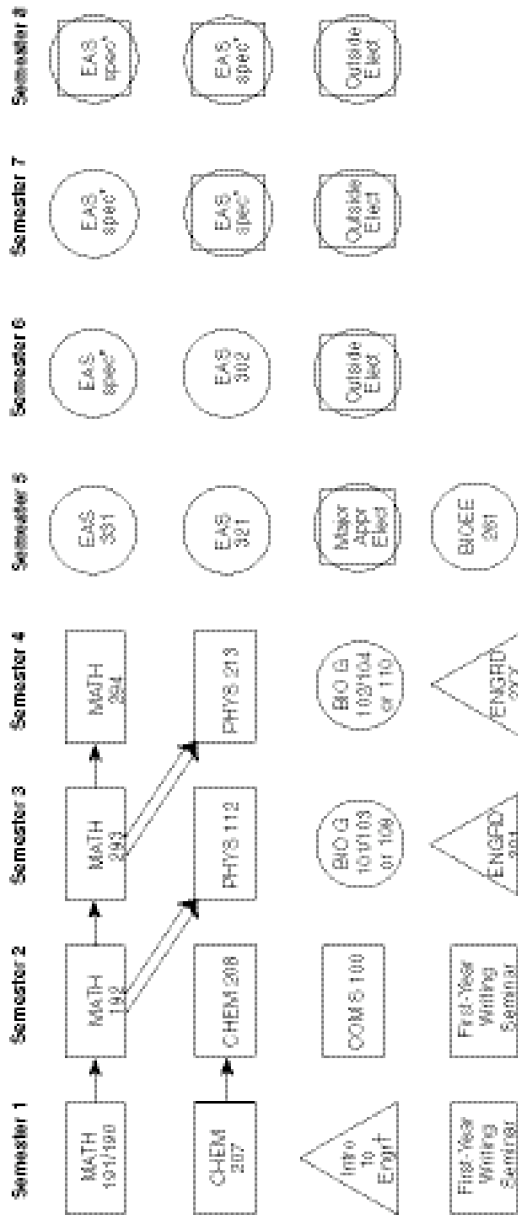 Semester 1
MATH
191/190
CHEM
207
Intro
to
Engr†
First-Year
Writing
Seminar
Semester 2
MATH
192
CHEM 208
COM S 100
First-Year
Writing
Seminar
Semester 3
MATH
293
PHYS 112
BIO G
101/103
or 109
ENGRD
Semester 4
MATH
294
PHYS 213
BIO G
102/104
or 110
ENGRD
Semester 5
EAS
331
EAS
321
Major
Appr
Elect
BIOEE
261
Semester 6
EAS
spec*
EAS
302
Outside
Elect
Semester 7
EAS
spec*
EAS
spec*
Outside
Elect
Semester 8
EAS
spec*
EAS
spec*
Outside
Elect